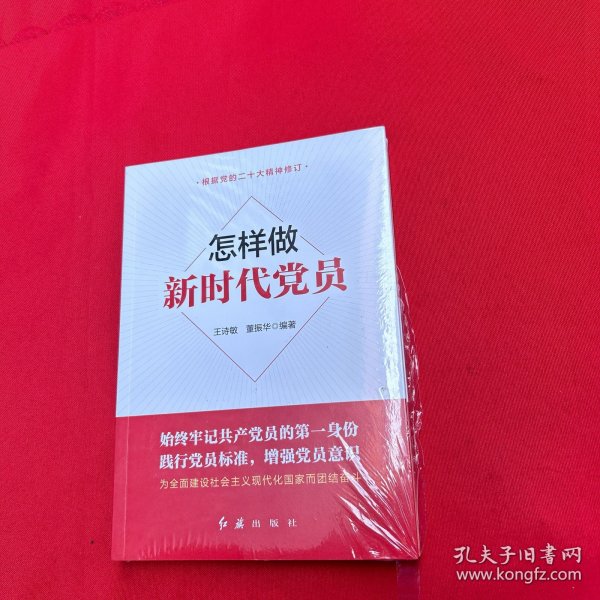 ·根据党的二十大精神修订·
怎样做
新时代党员
王诗敏 董振华◎编著
始终牢记共产党员的第一身份
践行党员标准，增强党员意识
为全面建设社会主义现代化国家而团结奋斗
红旗出版社
孔夫子旧书网
www.kongfz.com